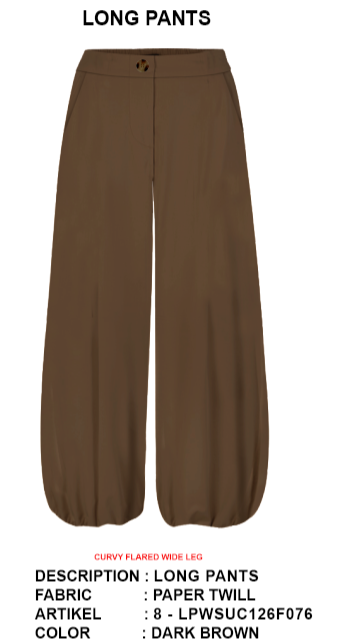 LONG PANTS
CURVY FLARED WIDE LEG
DESCRIPTION : LONG PANTS
FABRIC : PAPER TWILL
ARTIKEL : 8 - LPWSUC126F076
COLOR : DARK BROWN